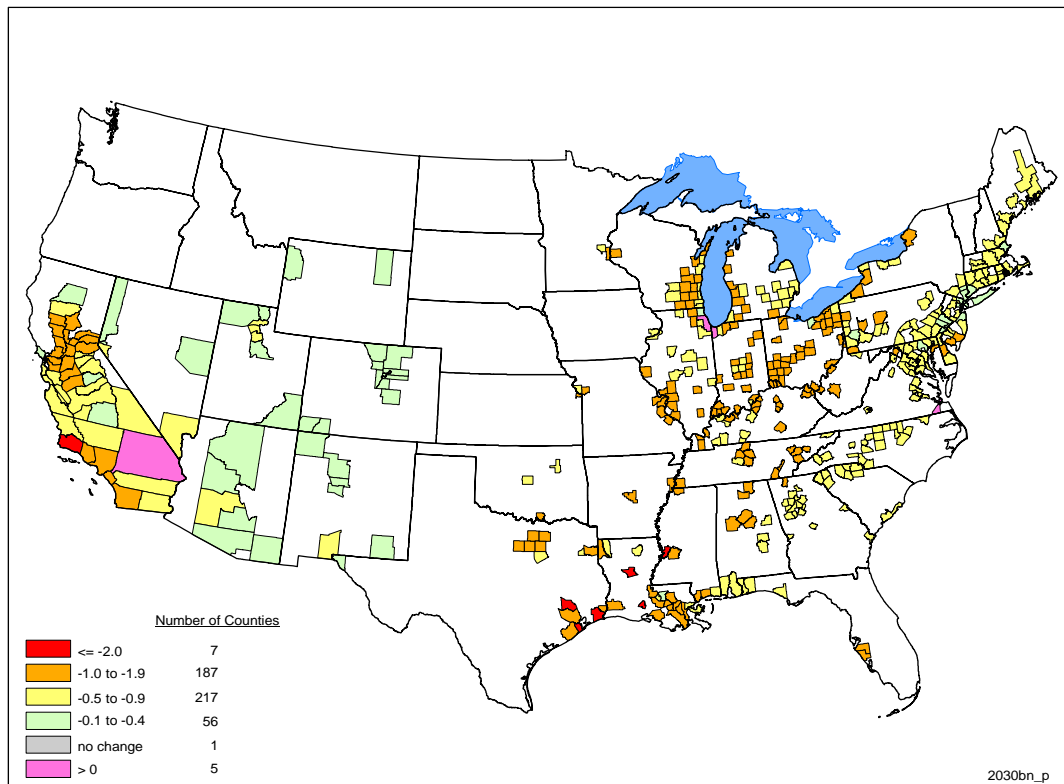 Number of Counties
<= -2.0 7
-1.0 to -1.9 187
-0.5 to -0.9 217
-0.1 to -0.4 56
no change 1
> 0 5
2030bn_p